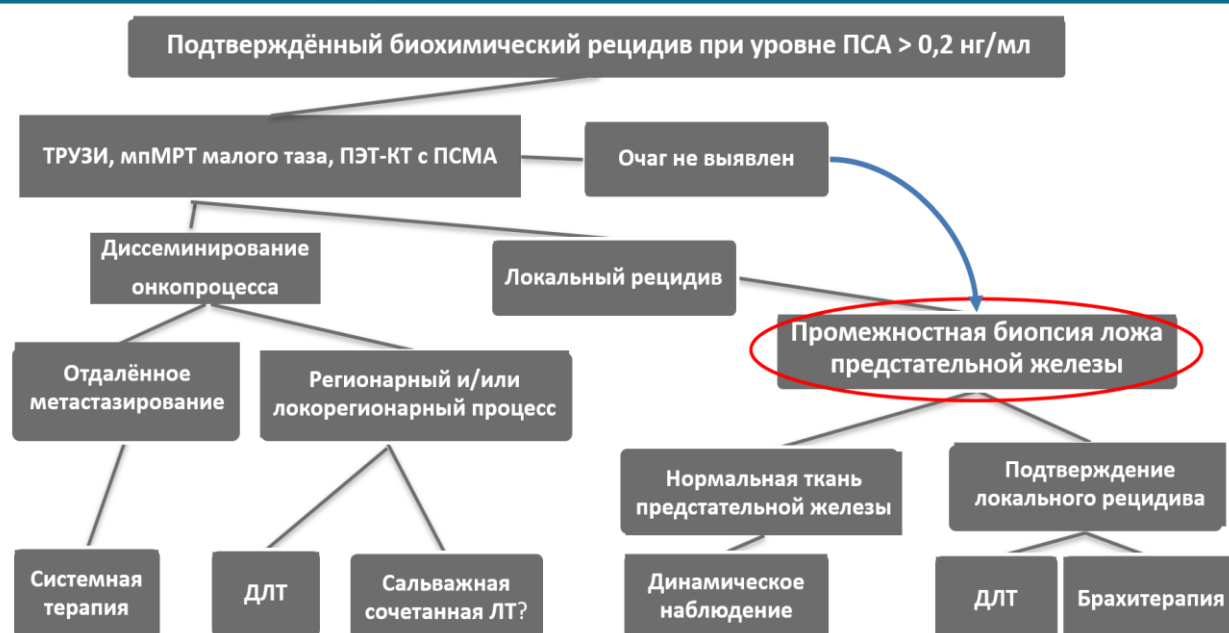 Подтверждённый биохимический рецидив при уровне ПСА > 0,2 нг/мл
ТРУЗИ, мпМРТ малого таза, ПЭТ-КТ с ПСМА
Очаг не выявлен
Диссеминирование
онкопроцесса
Локальный рецидив
Промежностная биопсия ложа
предстательной железы
Отдалённое
метастазирование
Регионарный и/или
локорегионарный процесс
Нормальная ткань
предстательной железы
Подтверждение
локального рецидива
Системная
терапия
ДЛТ
Сальважная
сочетанная ЛТ?
Динамическое
наблюдение
ДЛТ
Брахитерапия